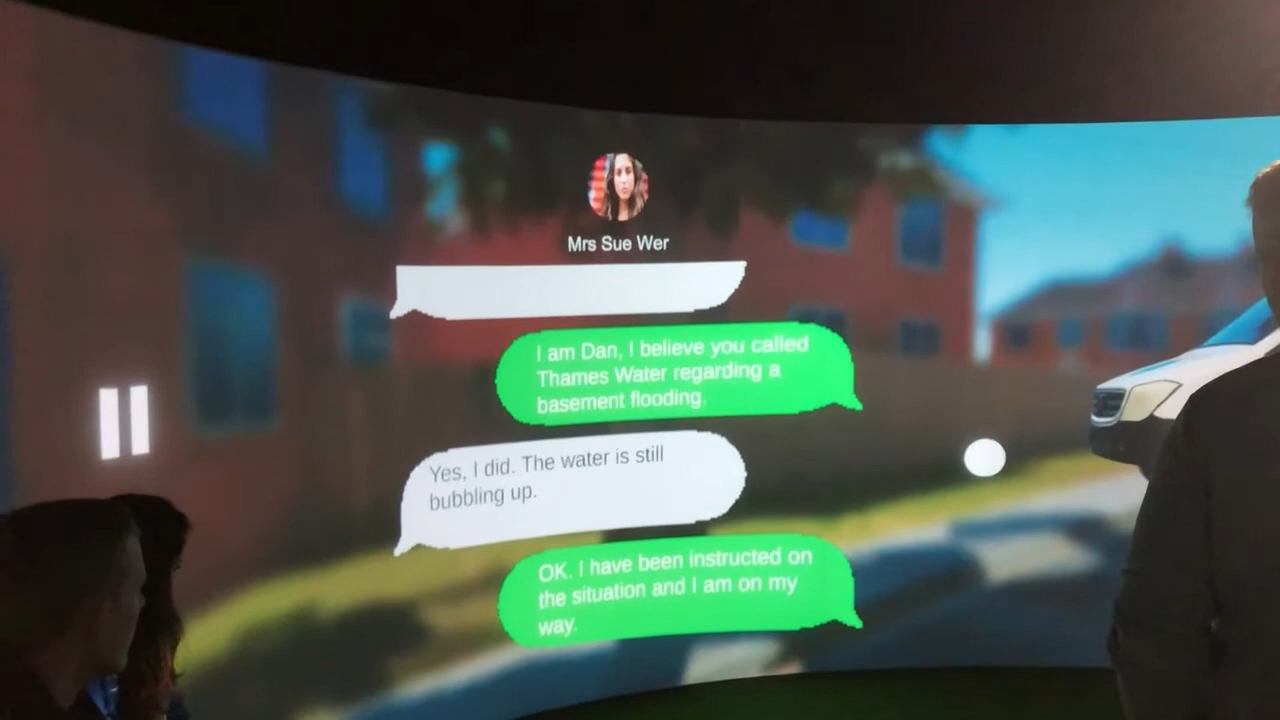 Mrs Sue Wer
I am Dan, I believe you called
Thames Water regarding a
basement flooding.
Yes, I did. The water is still
bubbling up.
OK. I have been instructed on
the situation and I am on my
way.